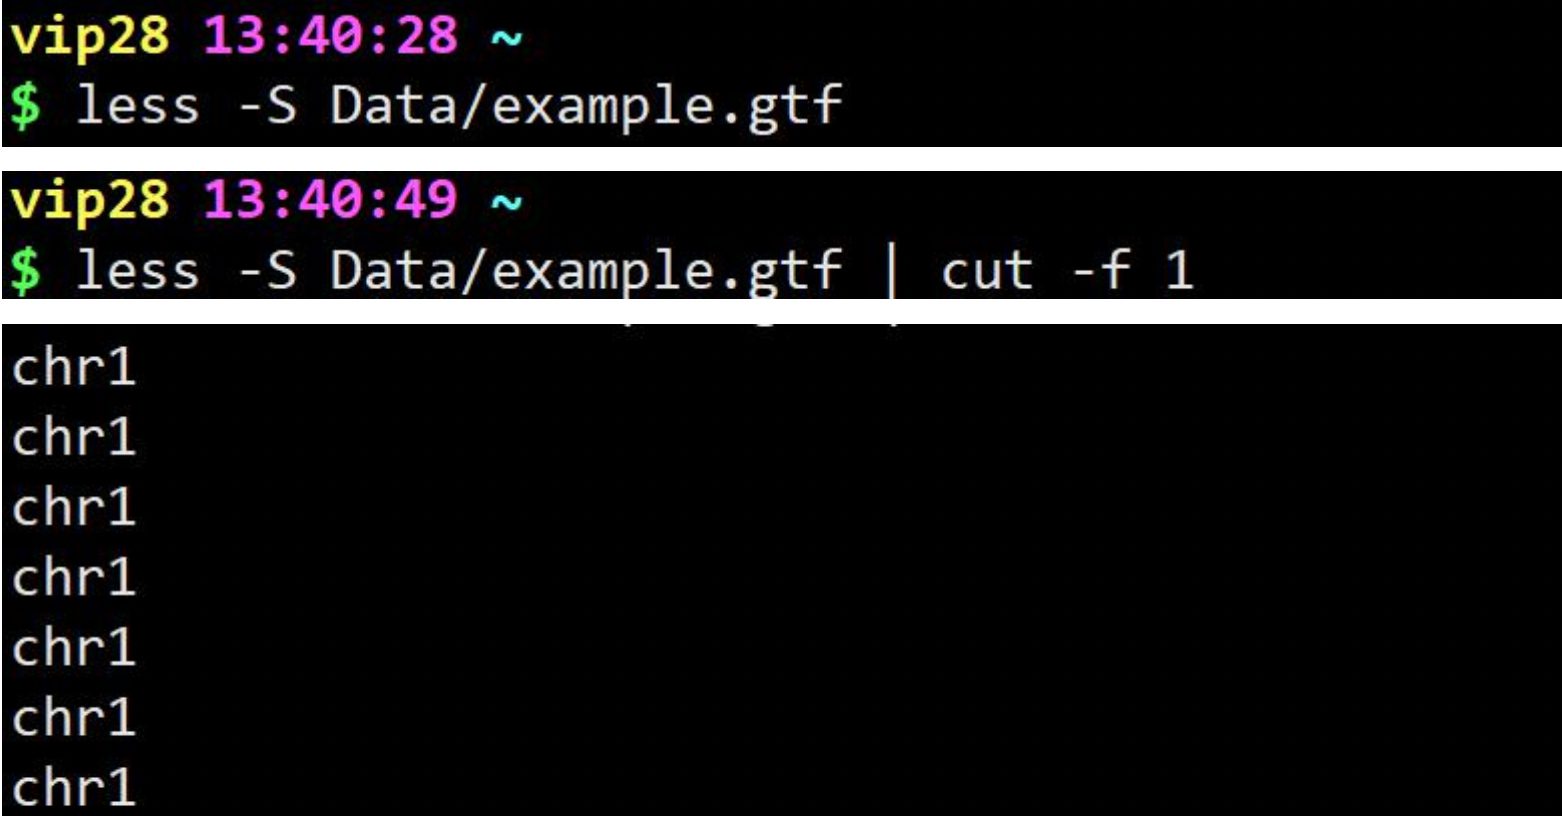 vip28 13:40:28 ~
$ less -S Data/example.gtf
vip28 13:40:49 ~
$ less -S Data/example.gtf | cut -f 1
chr1
chr1
chr1
chr1
chr1
chr1
chr1